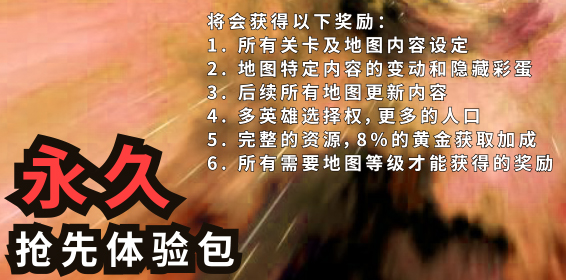 将会获得以下奖励：
1. 所有关卡及地图内容设定
2. 地图特定内容的变动和隐藏彩蛋
3. 后续所有地图更新内容
4. 多英雄选择权,更多的人口
5. 完整的资源,8%的黄金获取加成
6. 所有需要地图等级才能获得的奖励
永久
抢先体验包